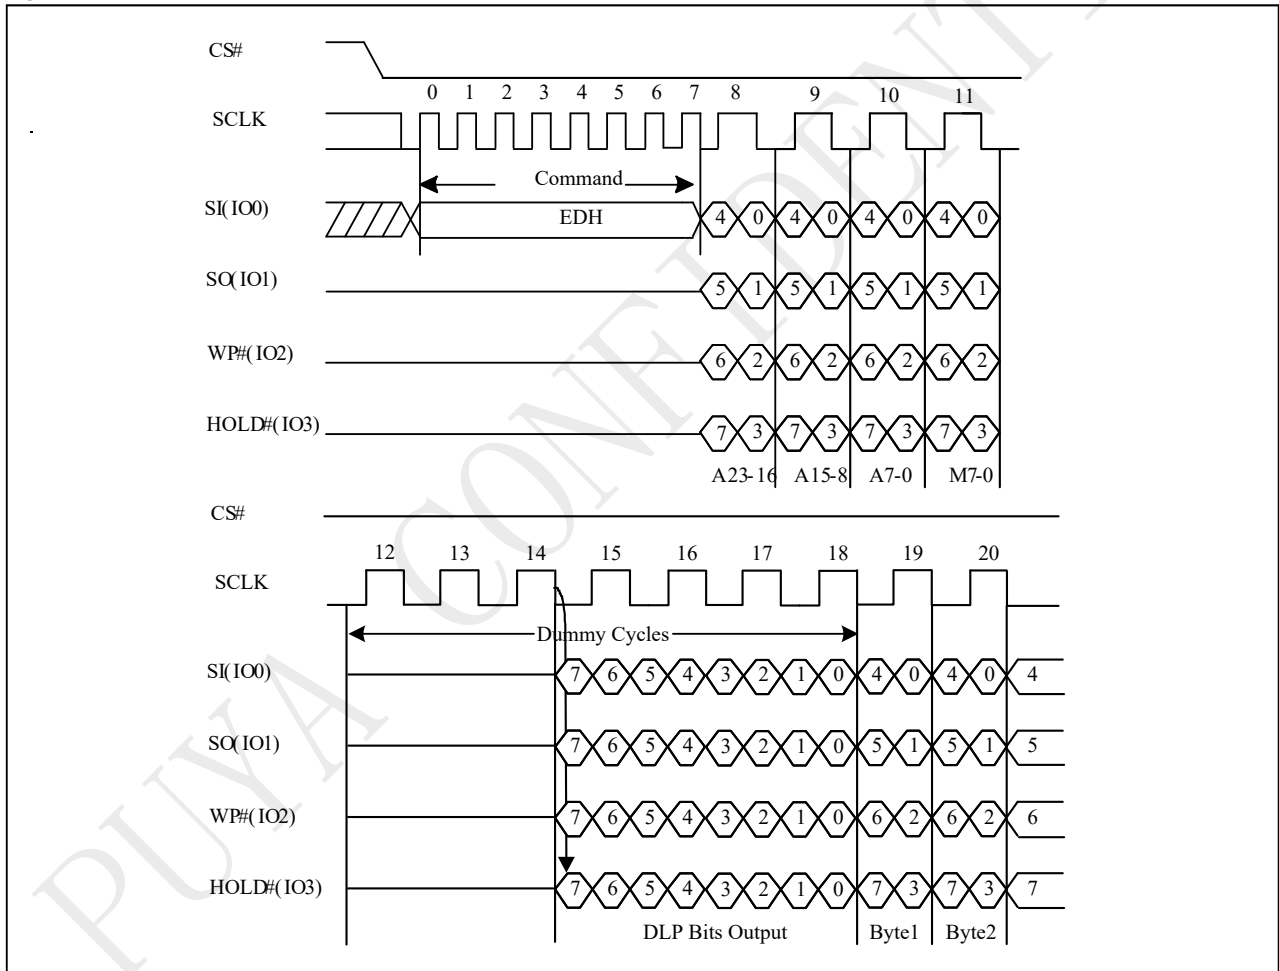 CS#
0 1 2 3 4 5 6 7 8 9 10 11
SCLK
Command
SI(IO0)
EDH
4 0 4 0 4 0 4 0
SO(IO1)
5 1 5 1 5 1 5 1
WP#(IO2)
6 2 6 2 6 2 6 2
HOLD#(IO3)
7 3 7 3 7 3 7 3
A23-16 A15-8 A7-0 M7-0
CS#
12 13 14 15 16 17 18 19 20
SCLK
Dummy Cycles
SI(IO0)
7 6 5 4 3 2 1 0 4 0 4 0 4
SO(IO1)
7 6 5 4 3 2 1 0 5 1 5 1 5
WP#(IO2)
7 6 5 4 3 2 1 0 6 2 6 2 6
HOLD#(IO3)
7 6 5 4 3 2 1 0 7 3 7 3 7
DLP Bits Output Byte1 Byte2
PUYA CONFIDENT